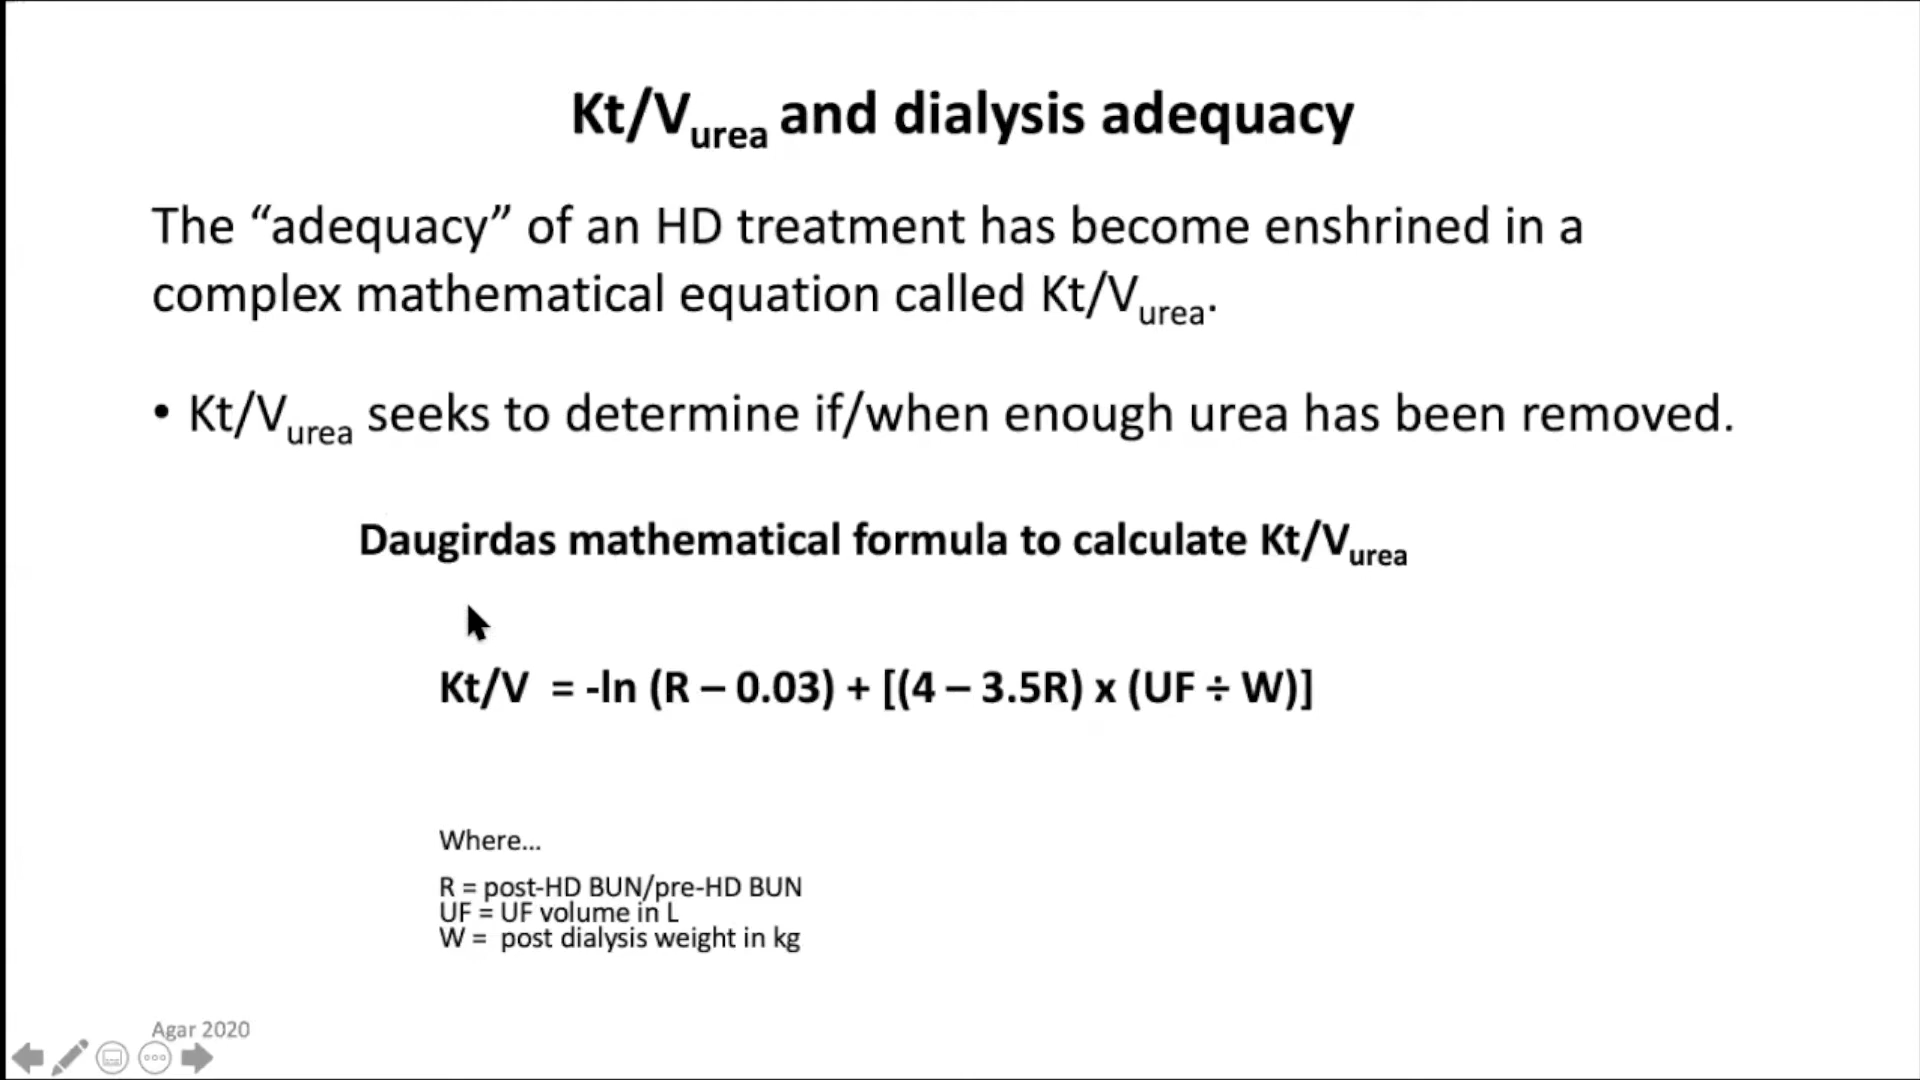 Kt/Vurea and dialysis adequacy
The “adequacy” of an HD treatment has become enshrined in a
complex mathematical equation called Kt/Vurea.
• Kt/Vurea seeks to determine if/when enough urea has been removed.
Daugirdas mathematical formula to calculate Kt/Vurea
Kt/V = -ln (R – 0.03) + [(4 – 3.5R) x (UF ÷ W)]
Where...
R = post-HD BUN/pre-HD BUN
UF = UF volume in L
W = post dialysis weight in kg
Agar 2020